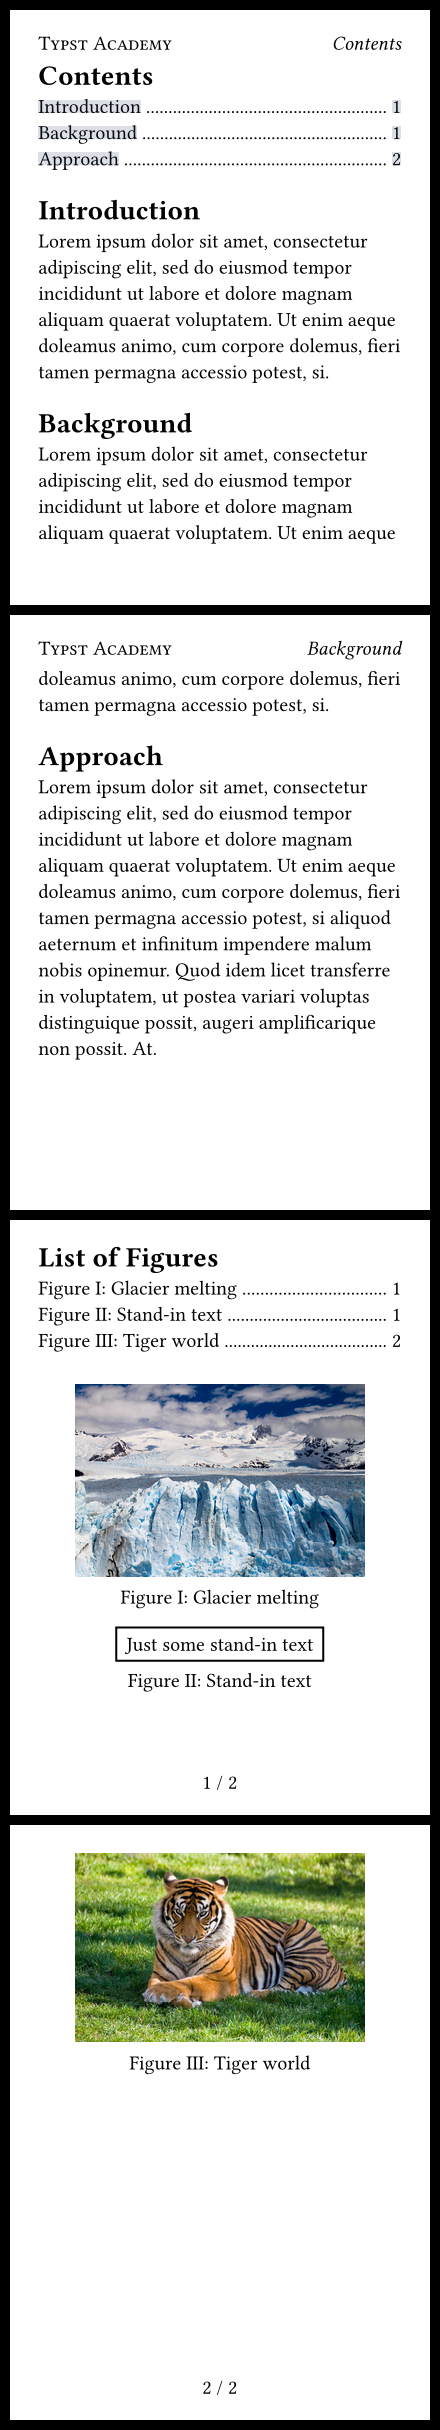 Typst Academy Contents
Contents
Introduction ................................................ 1
Background ................................................ 1
Approach ..................................................... 2
Introduction
Lorem ipsum dolor sit amet, consectetur
adipiscing elit, sed do eiusmod tempor
incididunt ut labore et dolore magnam
aliquam quaerat voluptatem. Ut enim aeque
doleamus animo, cum corpore dolemus, fieri
tamen permagna accessio potest, si.
Background
Lorem ipsum dolor sit amet, consectetur
adipiscing elit, sed do eiusmod tempor
incididunt ut labore et dolore magnam
aliquam quaerat voluptatem. Ut enim aeque
Typst Academy Background
doleamus animo, cum corpore dolemus, fieri
tamen permagna accessio potest, si.
Approach
Lorem ipsum dolor sit amet, consectetur
adipiscing elit, sed do eiusmod tempor
incididunt ut labore et dolore magnam
aliquam quaerat voluptatem. Ut enim aeque
doleamus animo, cum corpore dolemus, fieri
tamen permagna accessio potest, si aliquod
aeternum et infinitum impendere malum
nobis opinemur. Quod idem licet transferre
in voluptatem, ut postea variari voluptas
distinguique possit, augeri amplificarique
non possit. At.
List of Figures
Figure I: Glacier melting ............................. 1
Figure II: Stand-in text ................................ 1
Figure III: Tiger world ................................. 2
Figure I: Glacier melting
Just some stand-in text
Figure II: Stand-in text
1 / 2
Figure III: Tiger world
2 / 2